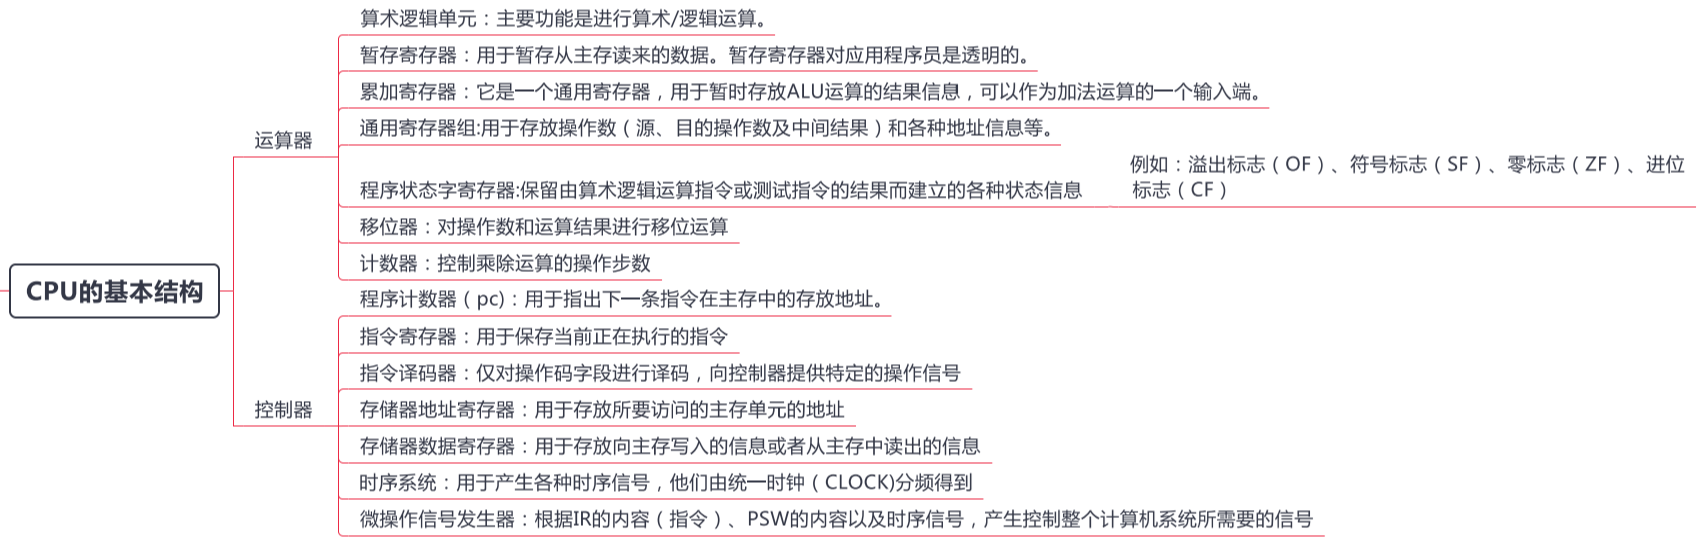 算术逻辑单元：主要功能是进行算术/逻辑运算。
暂存寄存器：用于暂存从主存读来的数据。暂存寄存器对应用程序员是透明的。
累加寄存器：它是一个通用寄存器，用于暂时存放ALU运算的结果信息，可以作为加法运算的一个输入端。
通用寄存器组:用于存放操作数（源、目的操作数及中间结果）和各种地址信息等。
运算器
例如：溢出标志（OF）、符号标志（SF）、零标志（ZF）、进位
标志（CF）
程序状态字寄存器:保留由算术逻辑运算指令或测试指令的结果而建立的各种状态信息
移位器：对操作数和运算结果进行移位运算
计数器：控制乘除运算的操作步数
CPU的基本结构
程序计数器（pc)：用于指出下一条指令在主存中的存放地址。
指令寄存器：用于保存当前正在执行的指令
指令译码器：仅对操作码字段进行译码，向控制器提供特定的操作信号
控制器
存储器地址寄存器：用于存放所要访问的主存单元的地址
存储器数据寄存器：用于存放向主存写入的信息或者从主存中读出的信息
时序系统：用于产生各种时序信号，他们由统一时钟（CLOCK)分频得到
微操作信号发生器：根据IR的内容（指令）、PSW的内容以及时序信号，产生控制整个计算机系统所需要的信号